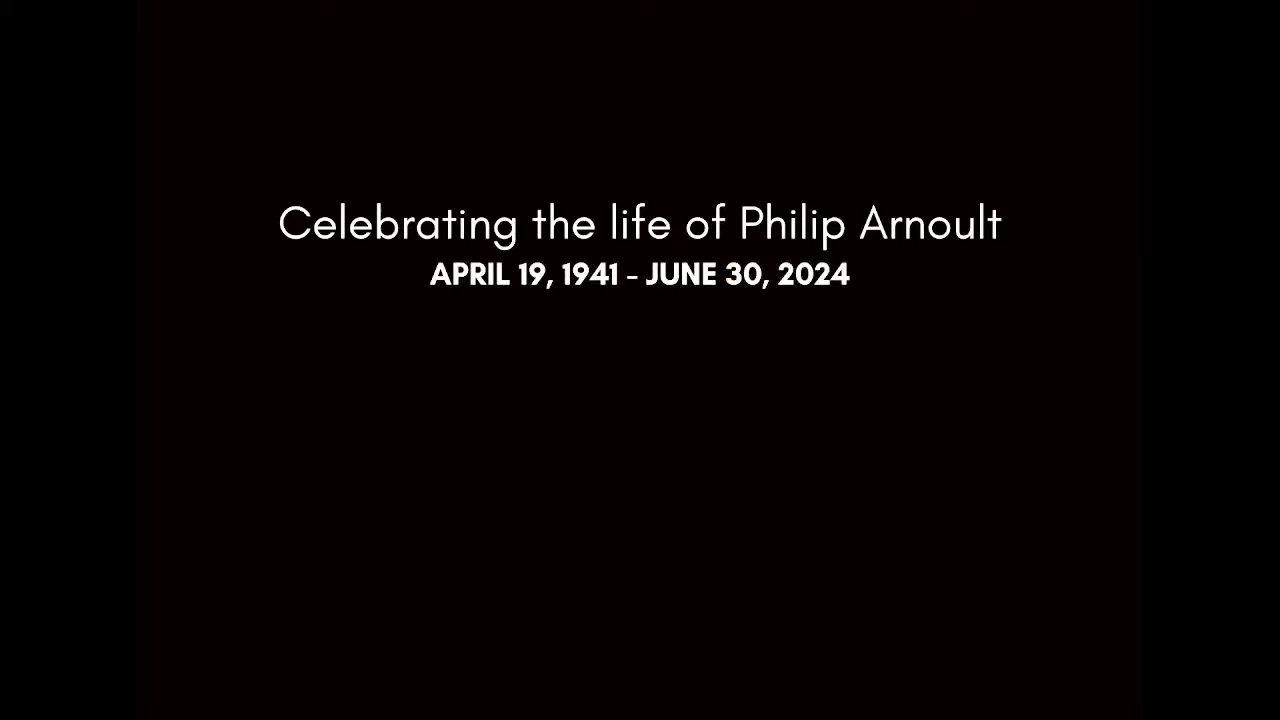 Celebrating the life of Philip Arnoult
APRIL 19, 1941 - JUNE 30, 2024